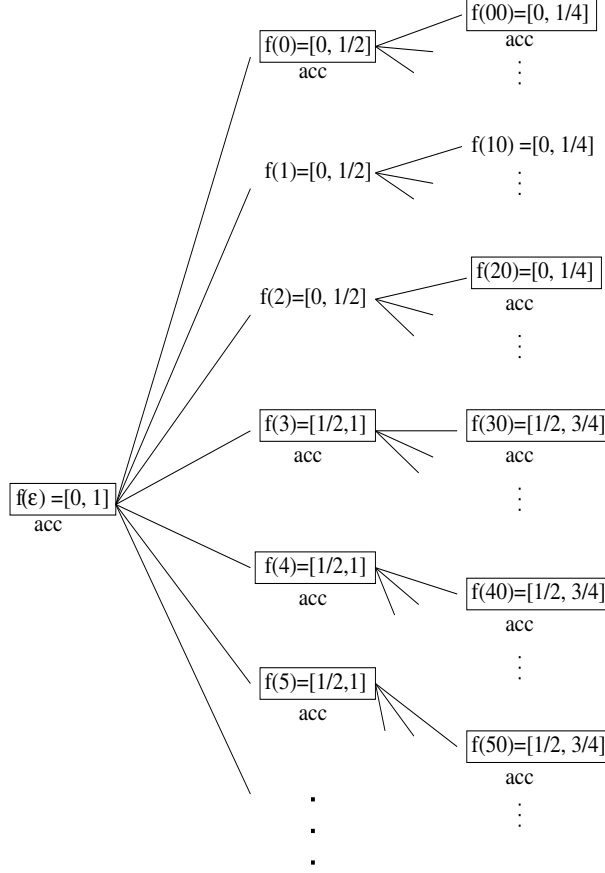 f(00)=[0, 1/4]
acc
f(0)=[0, 1/2]
acc
f(10) =[0, 1/4]
f(1)=[0, 1/2]
f(20)=[0, 1/4]
acc
f(2)=[0, 1/2]
f(3)=[1/2,1]
acc
f(30)=[1/2, 3/4]
acc
f(ε) =[0, 1]
acc
f(4)=[1/2,1]
acc
f(40)=[1/2, 3/4]
acc
f(5)=[1/2,1]
acc
f(50)=[1/2, 3/4]
acc